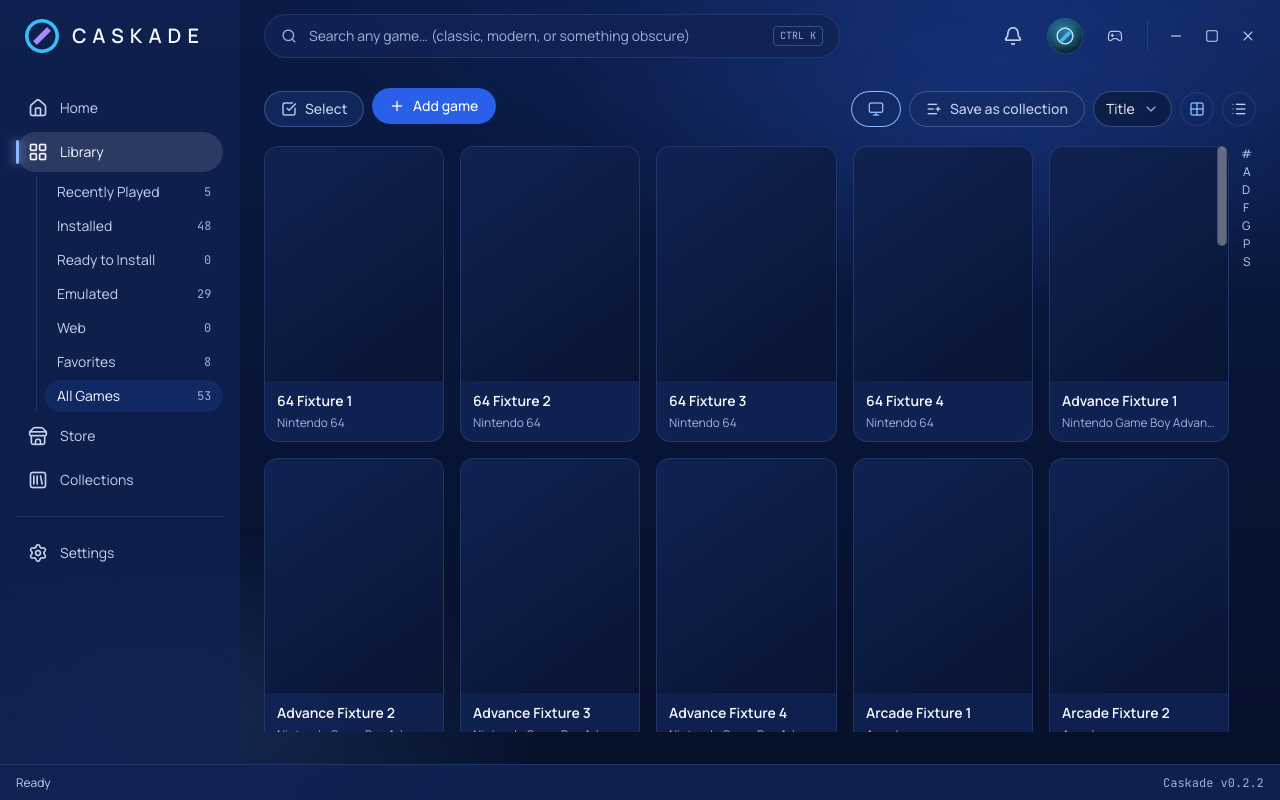 CASKADE
Search any game... (classic, modern, or something obscure)
CTRL K
Home
Library
Recently Played 5
Installed 48
Ready to Install 0
Emulated 29
Web 0
Favorites 8
All Games 53
Store
Collections
Settings
Select
Add game
Save as collection
Title
64 Fixture 1
Nintendo 64
64 Fixture 2
Nintendo 64
64 Fixture 3
Nintendo 64
64 Fixture 4
Nintendo 64
Advance Fixture 1
Nintendo Game Boy Advan...
Advance Fixture 2
Advance Fixture 3
Advance Fixture 4
Arcade Fixture 1
Arcade Fixture 2
#
A
D
F
G
P
S
Ready
Caskade v0.2.2